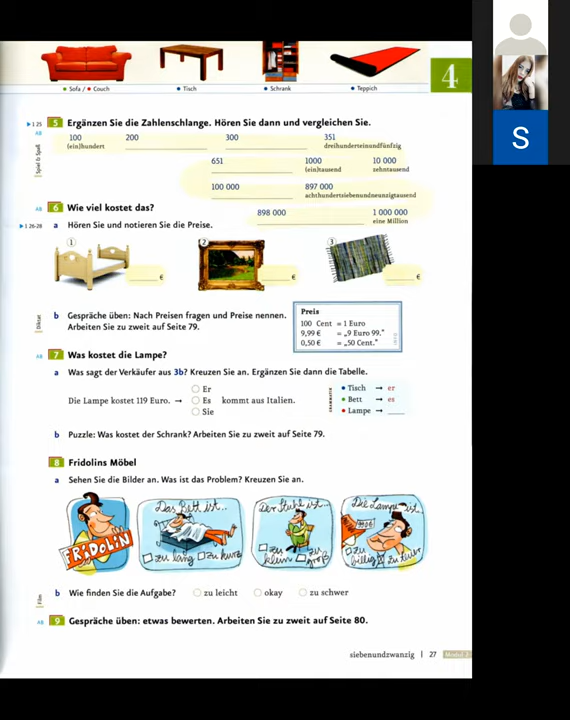 • Sofa / • Couch • Tisch • Schrank • Teppich
4
S
▸1 25 5 Ergänzen Sie die Zahlenschlange. Hören Sie dann und vergleichen Sie.
AB
Spiel & Spaß
100 200 300 351
(ein)hundert dreihunderteinundfünfzig
651 1000 10 000
(ein)tausend zehntausend
100 000 897 000
achthundertsiebenundneunzigtausend
AB 6 Wie viel kostet das?
898 000 1 000 000
eine Million
▸1 26-28 a Hören Sie und notieren Sie die Preise.
1 2 3
€ € €
Diktat
b Gespräche üben: Nach Preisen fragen und Preise nennen.
Arbeiten Sie zu zweit auf Seite 79.
Preis
100 Cent = 1 Euro
9,99 € = „9 Euro 99."
0,50 € = „50 Cent."
AB 7 Was kostet die Lampe?
a Was sagt der Verkäufer aus 3b? Kreuzen Sie an. Ergänzen Sie dann die Tabelle.
Er
Die Lampe kostet 119 Euro. → Es kommt aus Italien.
Sie
GRAMMATIK
• Tisch → er
• Bett → es
• Lampe →
b Puzzle: Was kostet der Schrank? Arbeiten Sie zu zweit auf Seite 79.
8 Fridolins Möbel
a Sehen Sie die Bilder an. Was ist das Problem? Kreuzen Sie an.
FRIDOLIN
Das Bett ist..
zu lang zu kurz
Der Stuhl ist...
zu klein zu groß
Die Lampe ist..
zu billig zu teuer
Film
b Wie finden Sie die Aufgabe? zu leicht okay zu schwer
AB 9 Gespräche üben: etwas bewerten. Arbeiten Sie zu zweit auf Seite 80.
siebenundzwanzig | 27